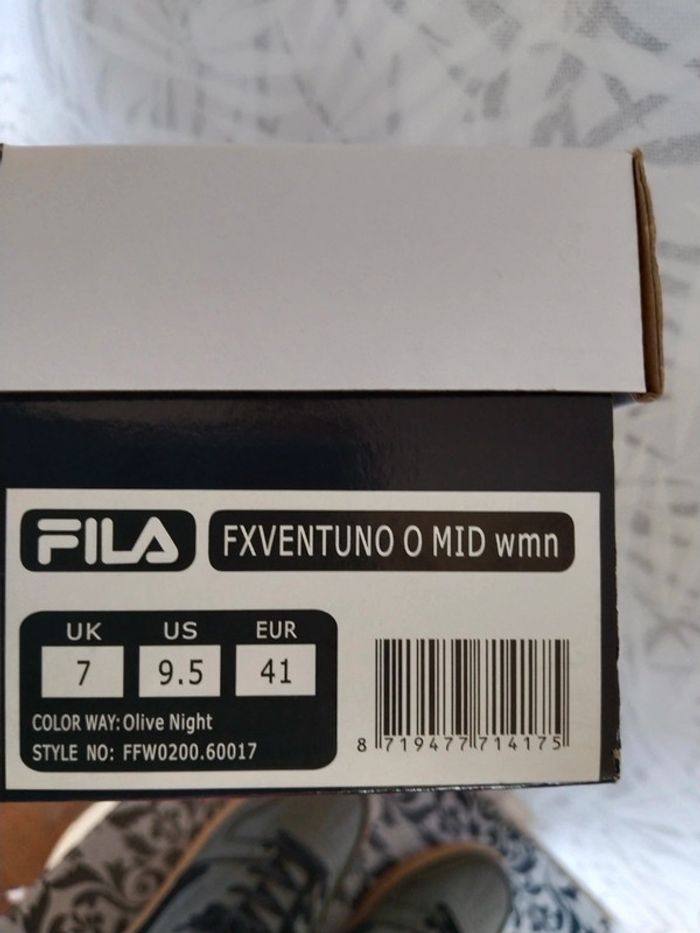 FILA FXVENTUNO O MID wmn
UK US EUR
7 9.5 41
COLOR WAY: Olive Night
STYLE NO: FFW0200.60017
8 719477 714175